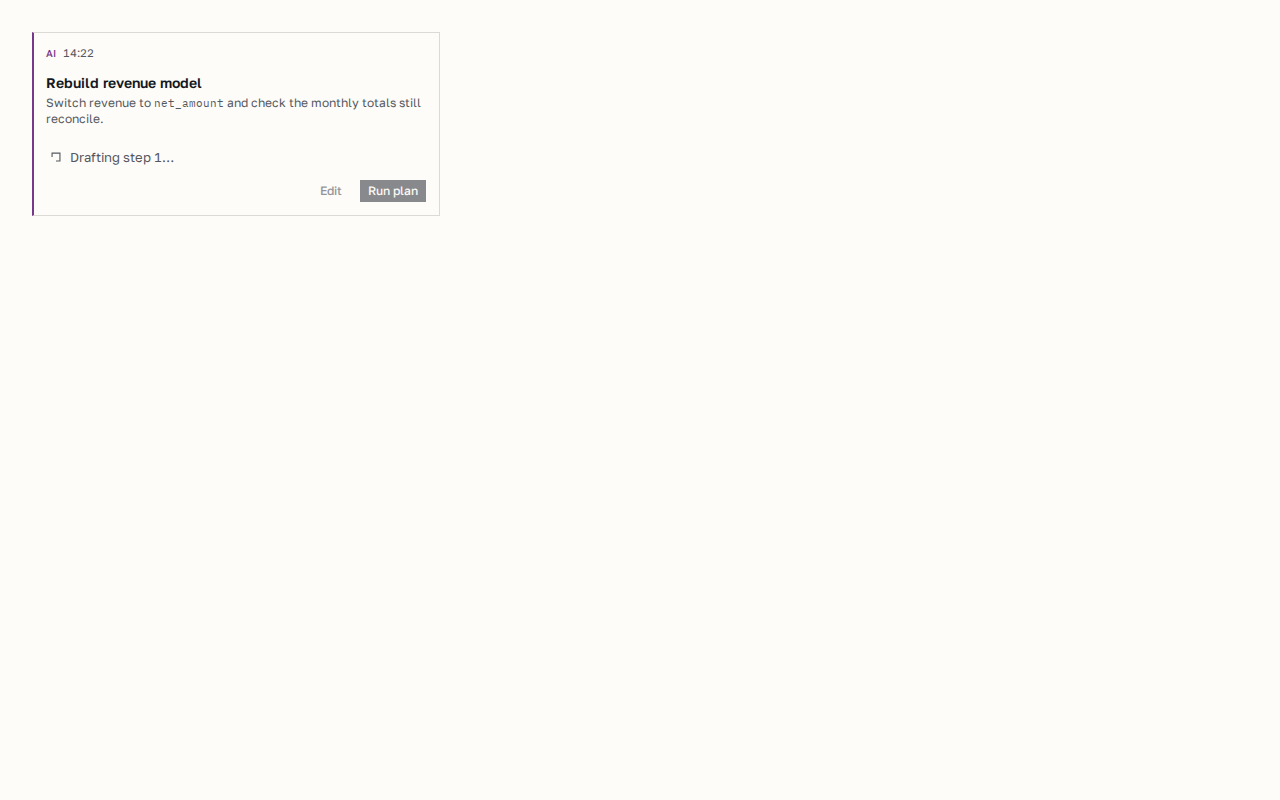 AI 14:22
Rebuild revenue model
Switch revenue to net_amount and check the monthly totals still
reconcile.
Drafting step 1…
Edit Run plan